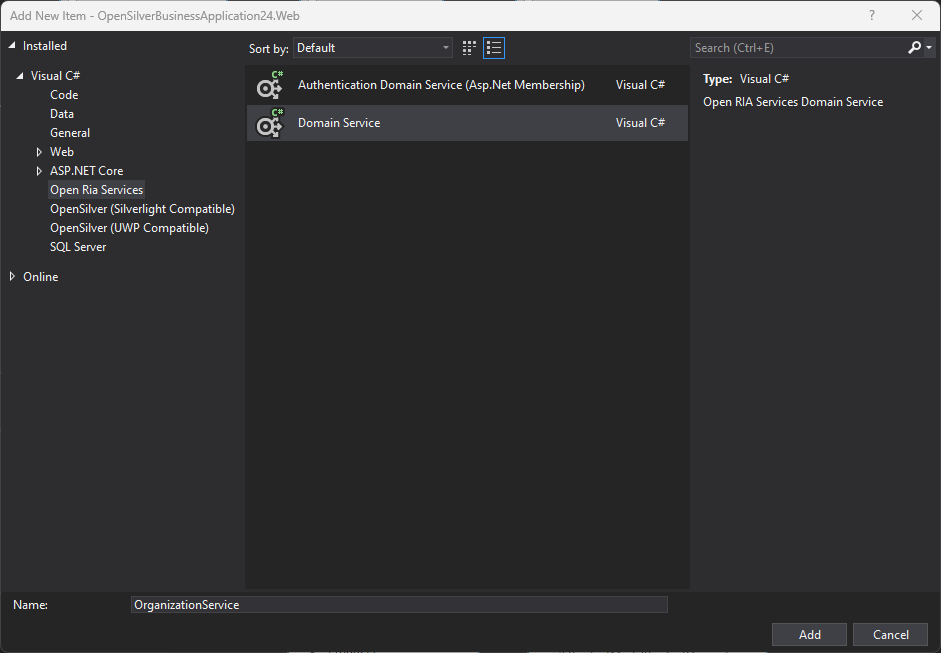 Add New Item - OpenSilverBusinessApplication24.Web
?
Installed
Sort by: Default
Search (Ctrl+E)
Visual C#
Code
Data
General
Web
ASP.NET Core
Open Ria Services
OpenSilver (Silverlight Compatible)
OpenSilver (UWP Compatible)
SQL Server
Online
C#
Authentication Domain Service (Asp.Net Membership) Visual C#
C#
Domain Service Visual C#
Type: Visual C#
Open RIA Services Domain Service
Name: OrganizationService
Add Cancel